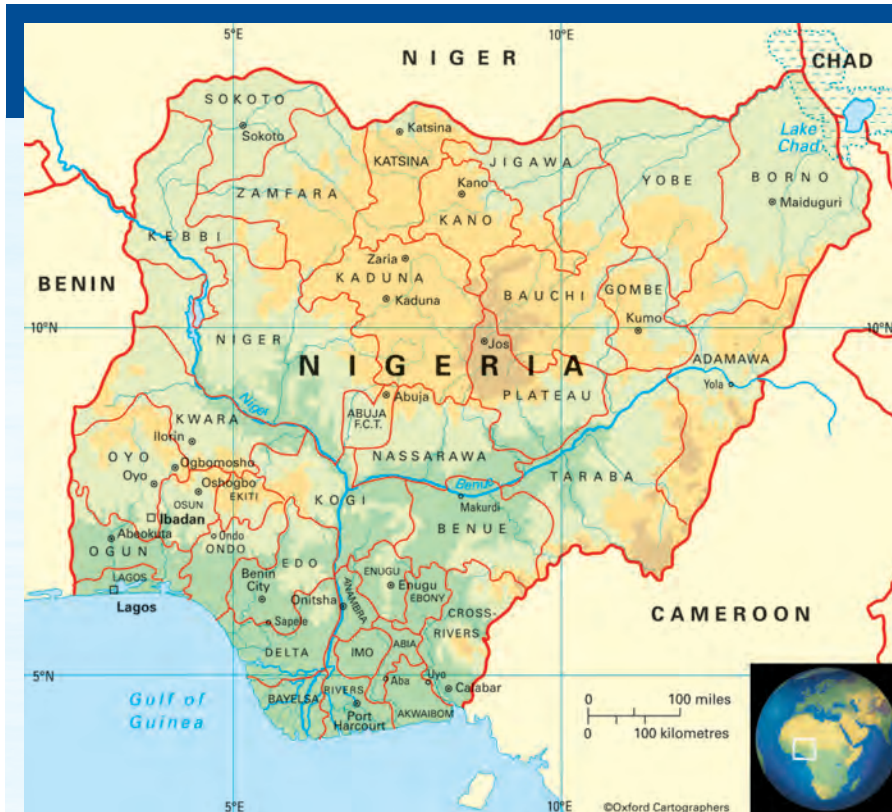 5°E
10°E
NIGER
CHAD
SOKOTO
Sokoto
Katsina
KATSINA
JIGAWA
Lake
Chad
YOBE
BORNO
ZAMFARA
Kano
KANO
Maiduguri
KEBBI
Zaria
KADUNA
Kaduna
BENIN
BAUCHI
GOMBE
Kumo
10°N
10°N
NIGER
Jos
NIGERIA
ADAMAWA
Yola
Abuja
PLATEAU
ABUJA
F.C.T.
Niger
KWARA
Ilorin
NASSARAWA
OYO
Ogbomosho
Oyo
Oshogbo
OSUN
EKITI
KOGI
Benue
TARABA
Makurdi
Ibadan
BENUE
Abeokuta
Ondo
ONDO
OGUN
EDO
LAGOS
Lagos
Benin
City
ENUGU
Enugu
EBONY
ANAMBRA
Onitsha
CROSS-
RIVERS
Sapele
CAMEROON
DELTA
IMO
ABIA
5°N
5°N
Aba
Uyo
Calabar
Gulf of
Guinea
BAYELSA
RIVERS
Port
Harcourt
AKWAIBOM
0
100 miles
0
100 kilometres
5°E
10°E
©Oxford Cartographers